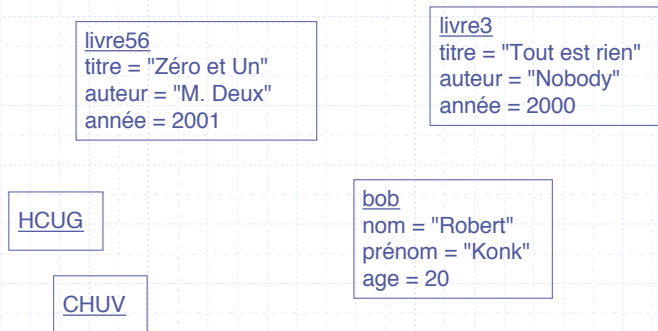 livre56
titre = "Zéro et Un"
auteur = "M. Deux"
année = 2001
livre3
titre = "Tout est rien"
auteur = "Nobody"
année = 2000
HCUG
CHUV
bob
nom = "Robert"
prénom = "Konk"
age = 20